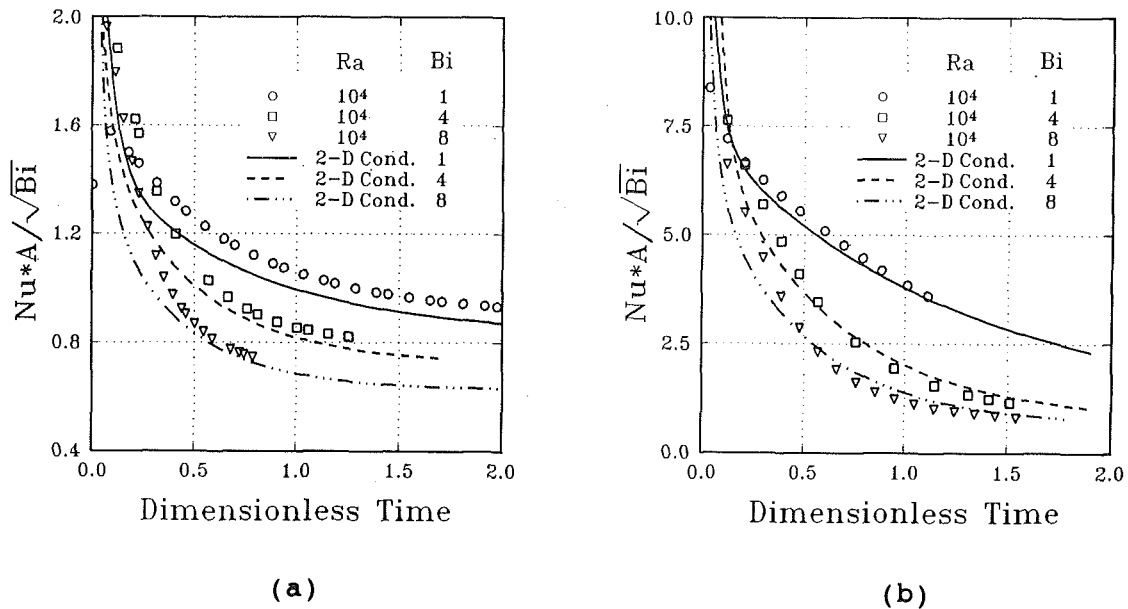 2.0
1.6
1.2
0.8
0.4
Nu*A/√Bi
Ra Bi
10⁴ 1
10⁴ 4
10⁴ 8
2-D Cond. 1
2-D Cond. 4
2-D Cond. 8
0.0 0.5 1.0 1.5 2.0
Dimensionless Time
(a)
10.0
7.5
5.0
2.5
0.0
Nu*A/√Bi
Ra Bi
10⁴ 1
10⁴ 4
10⁴ 8
2-D Cond. 1
2-D Cond. 4
2-D Cond. 8
0.0 0.5 1.0 1.5 2.0
Dimensionless Time
(b)